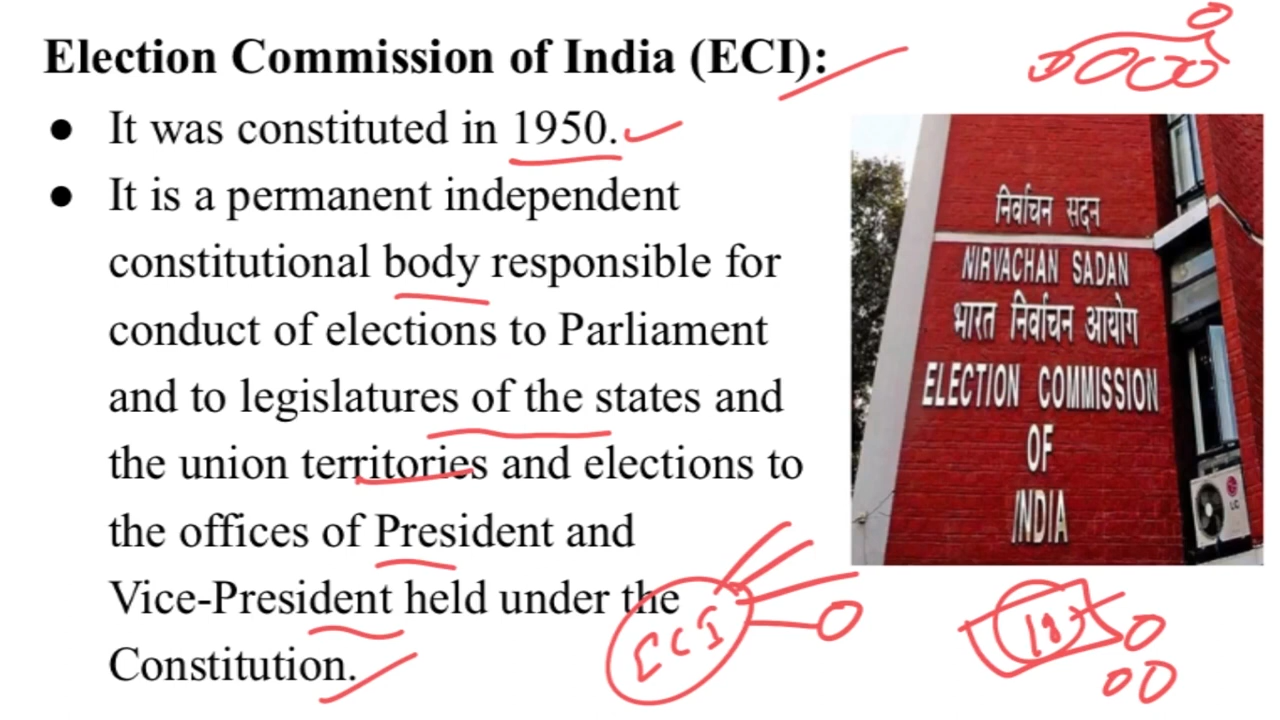 Election Commission of India (ECI):
● It was constituted in 1950.
● It is a permanent independent
constitutional body responsible for
conduct of elections to Parliament
and to legislatures of the states and
the union territories and elections to
the offices of President and
Vice-President held under the
Constitution.
निर्वाचन सदन
NIRVACHAN SADAN
भारत निर्वाचन आयोग
ELECTION COMMISSION
OF
INDIA
LG
ECI